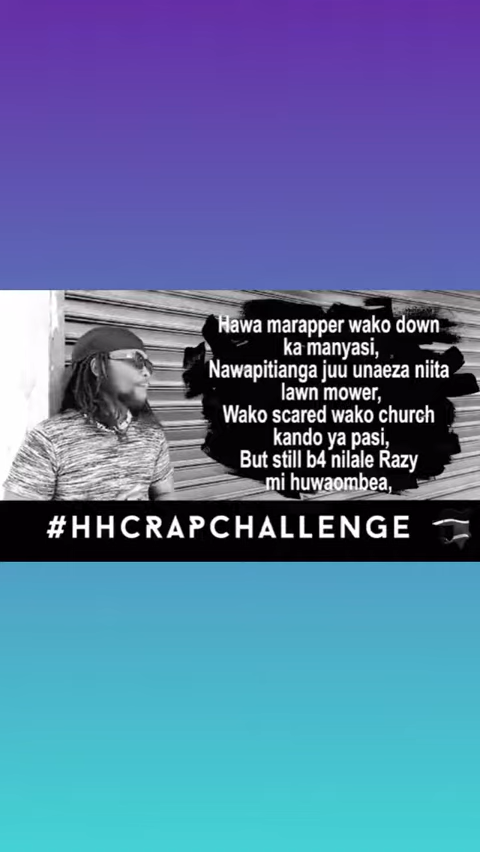 Hawa marapper wako down
ka manyasi,
Nawapitianga juu unaeza niita
lawn mower,
Wako scared wako church
kando ya pasi,
But still b4 nilale Razy
mi huwaombea,
#HHCRAPCHALLENGE